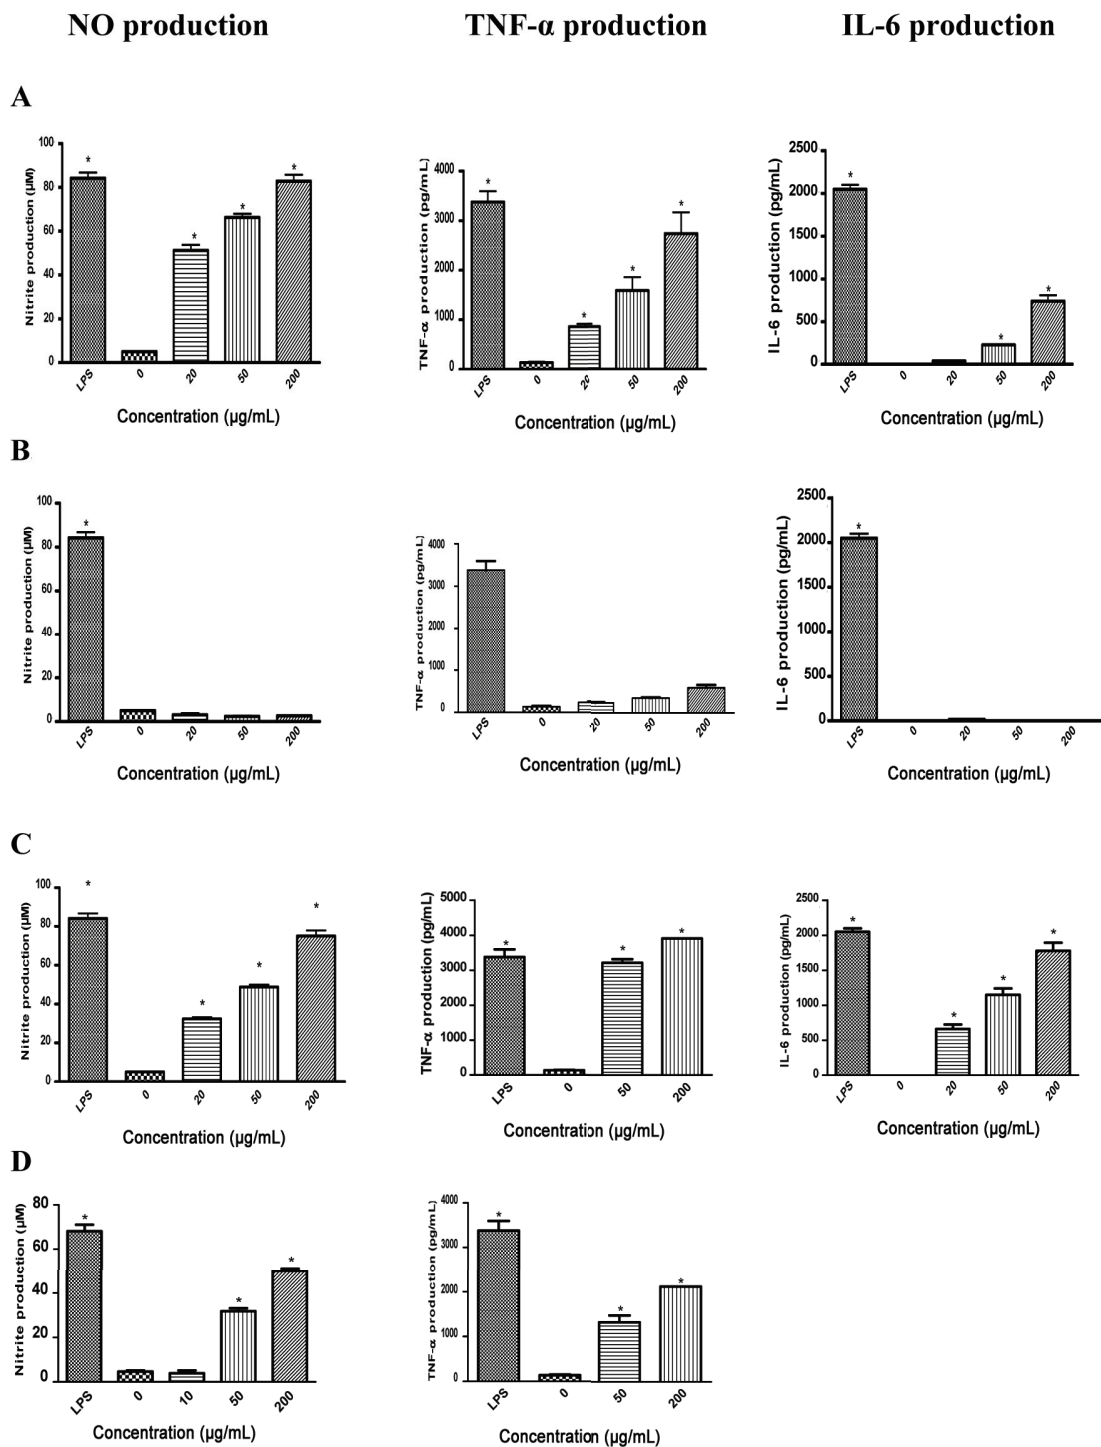 NO production TNF-α production IL-6 production
A
Nitrite production (µM)
100
80
60
40
20
0
*
*
*
*
LPS 0 20 50 200
Concentration (µg/mL)
TNF-α production (pg/mL)
4000
3000
2000
1000
0
*
*
*
*
LPS 0 20 50 200
Concentration (µg/mL)
IL-6 production (pg/mL)
2500
2000
1500
1000
500
0
*
*
*
LPS 0 20 50 200
Concentration (µg/mL)
B
Nitrite production (µM)
100
80
60
40
20
0
*
LPS 0 20 50 200
Concentration (µg/mL)
TNF-α production (pg/mL)
4000
3000
2000
1000
0
LPS 0 20 50 200
Concentration (µg/mL)
IL-6 production (pg/mL)
2500
2000
1500
1000
500
0
*
LPS 0 20 50 200
Concentration (µg/mL)
C
Nitrite production (µM)
100
80
60
40
20
0
*
*
*
*
LPS 0 20 50 200
Concentration (µg/mL)
TNF-α production (pg/mL)
5000
4000
3000
2000
1000
0
*
*
*
LPS 0 50 200
Concentration (µg/mL)
IL-6 production (pg/mL)
2500
2000
1500
1000
500
0
*
*
*
*
LPS 0 20 50 200
Concentration (µg/mL)
D
Nitrite production (µM)
80
60
40
20
0
*
*
*
LPS 0 10 50 200
Concentration (µg/mL)
TNF-α production (pg/mL)
4000
3000
2000
1000
0
*
*
*
LPS 0 50 200
Concentration (µg/mL)